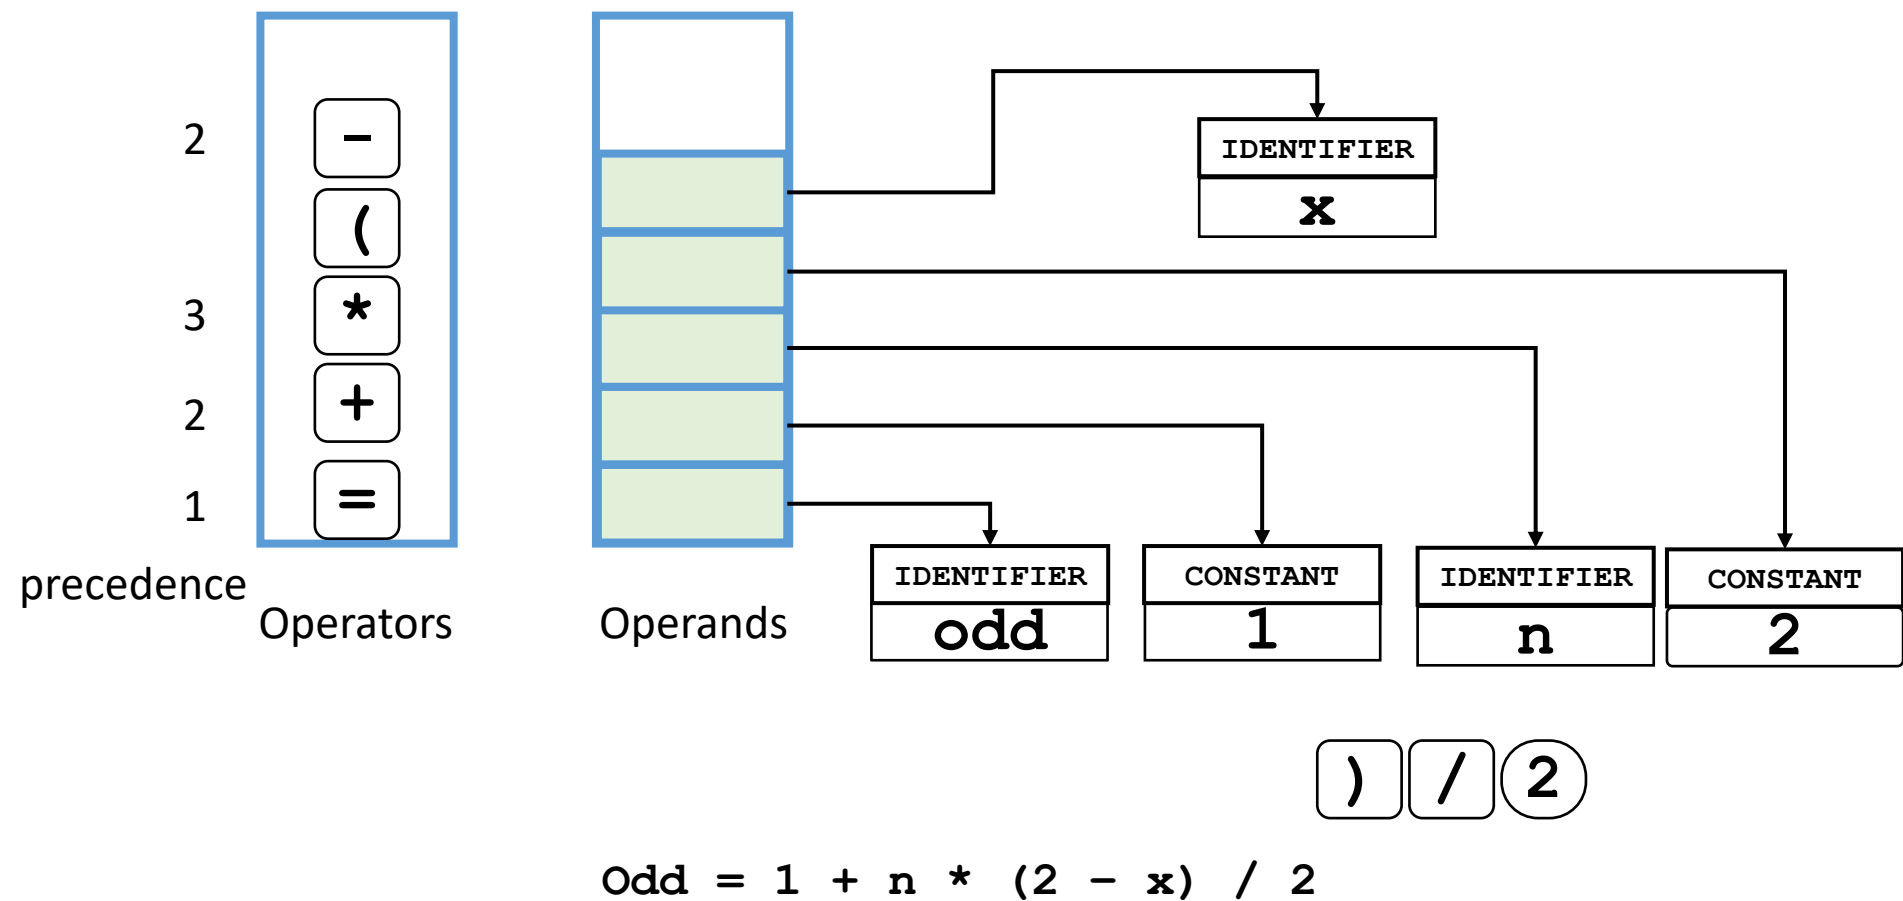 2
-
IDENTIFIER
x
(
3
*
2
+
1
=
precedence
Operators
Operands
IDENTIFIER
odd
CONSTANT
1
IDENTIFIER
n
CONSTANT
2
) / 2
Odd = 1 + n * (2 - x) / 2